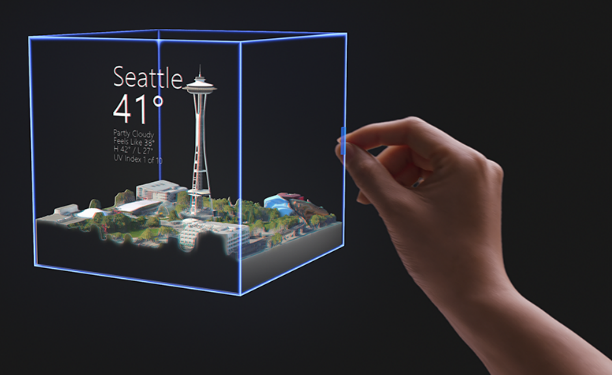 Seattle
41°
Partly Cloudy
Feels Like 38°
H 42° / L 27°
UV Index 1 of 10